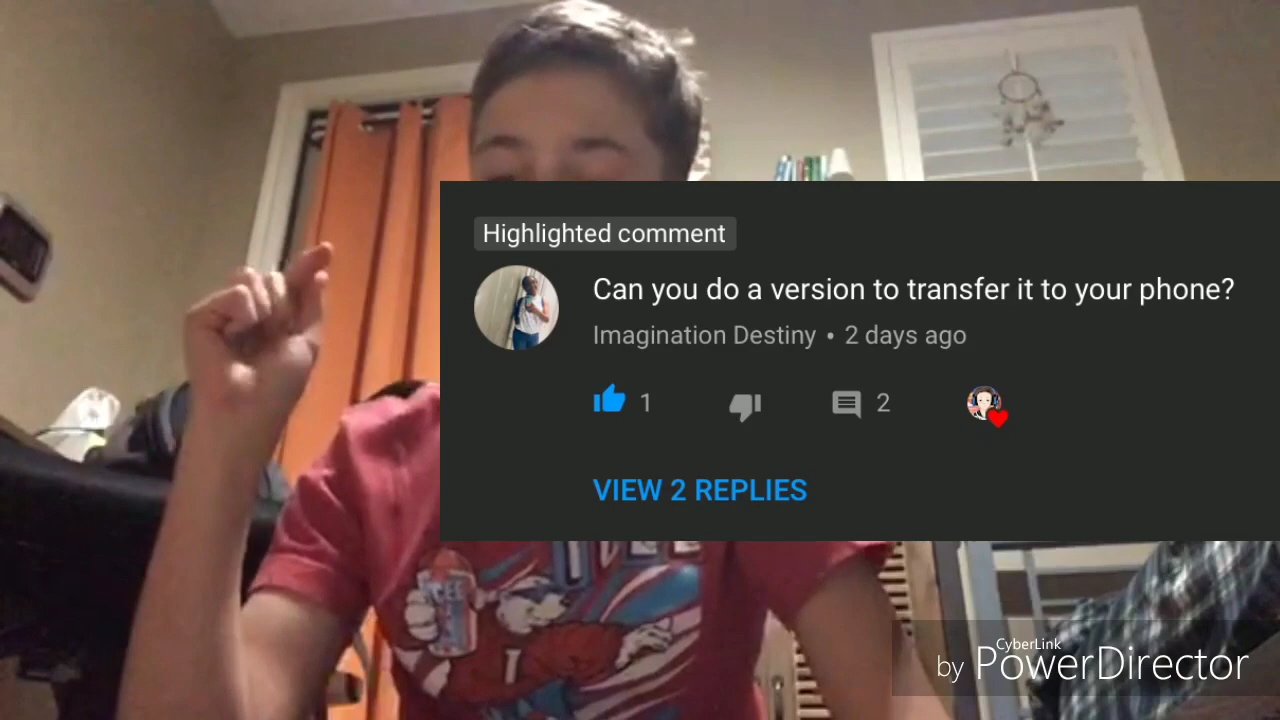 Highlighted comment
Can you do a version to transfer it to your phone?
Imagination Destiny • 2 days ago
1
2
VIEW 2 REPLIES
ICEE
CyberLink
by PowerDirector